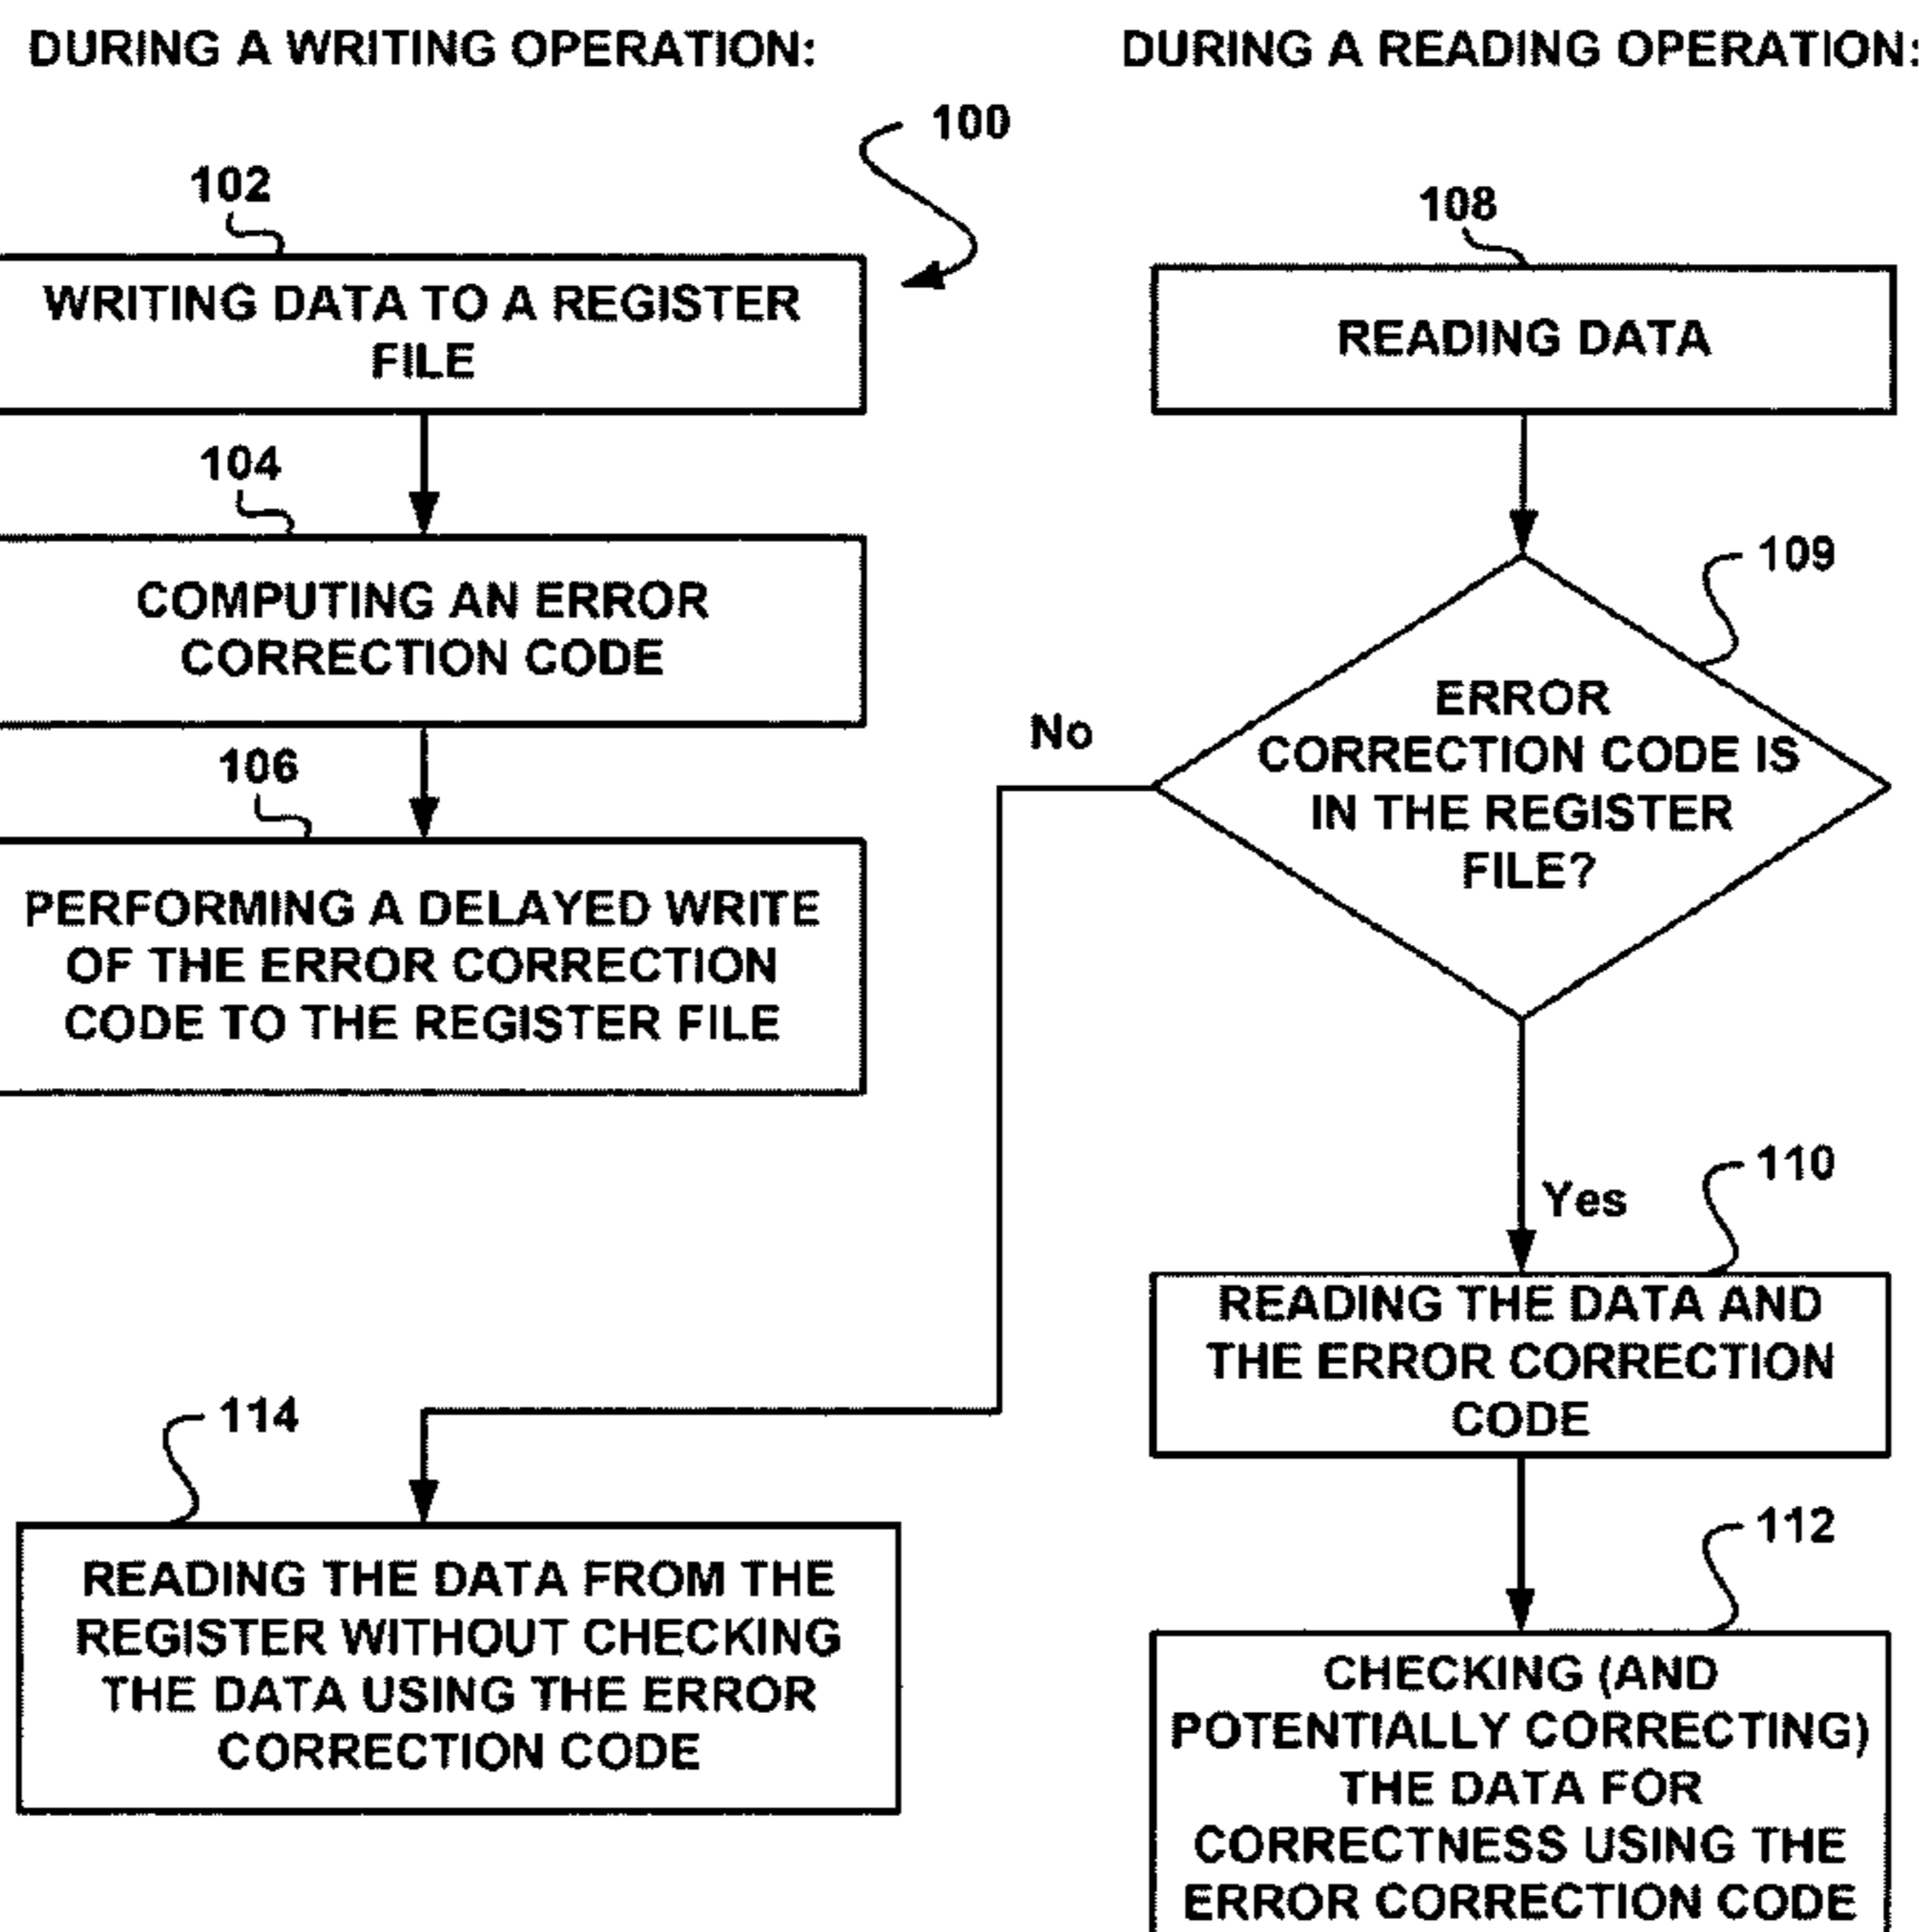 DURING A WRITING OPERATION:
100
102
WRITING DATA TO A REGISTER
FILE
104
COMPUTING AN ERROR
CORRECTION CODE
106
PERFORMING A DELAYED WRITE
OF THE ERROR CORRECTION
CODE TO THE REGISTER FILE
DURING A READING OPERATION:
108
READING DATA
109
ERROR
CORRECTION CODE IS
IN THE REGISTER
FILE?
No
Yes
110
READING THE DATA AND
THE ERROR CORRECTION
CODE
112
CHECKING (AND
POTENTIALLY CORRECTING)
THE DATA FOR
CORRECTNESS USING THE
ERROR CORRECTION CODE
114
READING THE DATA FROM THE
REGISTER WITHOUT CHECKING
THE DATA USING THE ERROR
CORRECTION CODE